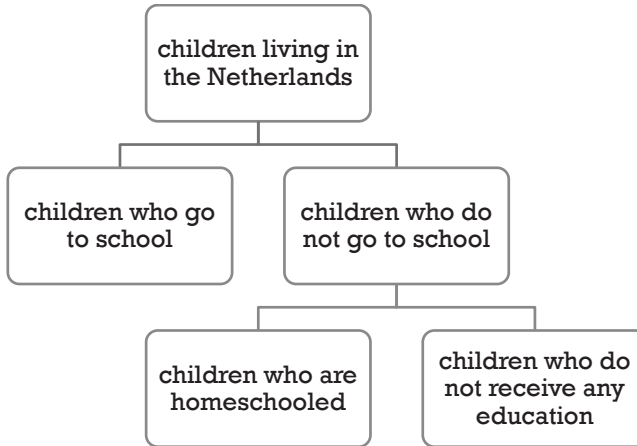 children living in
the Netherlands
children who go
to school
children who do
not go to school
children who are
homeschooled
children who do
not receive any
education